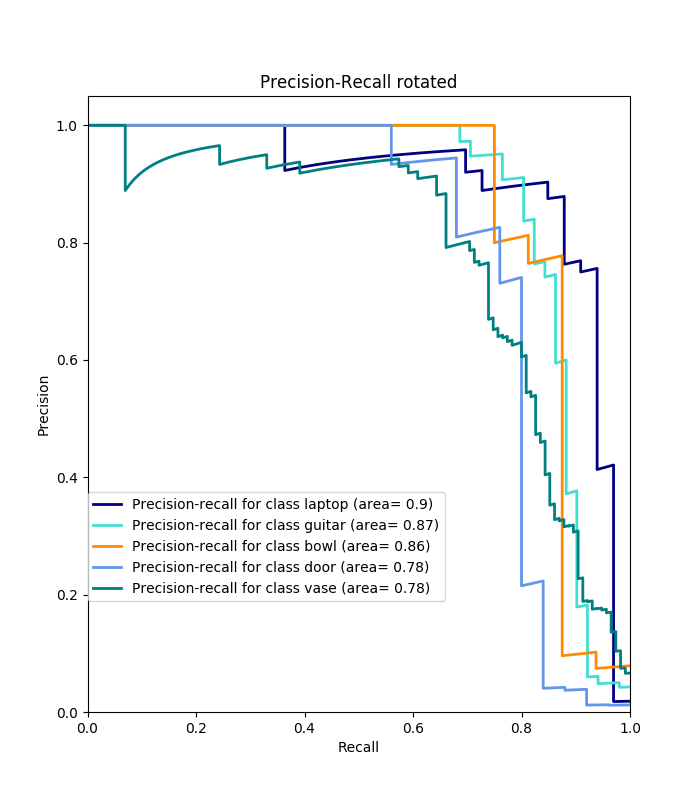 Precision-Recall rotated
1.0
0.8
0.6
0.4
0.2
0.0
Precision
Precision-recall for class laptop (area= 0.9)
Precision-recall for class guitar (area= 0.87)
Precision-recall for class bowl (area= 0.86)
Precision-recall for class door (area= 0.78)
Precision-recall for class vase (area= 0.78)
0.0 0.2 0.4 0.6 0.8 1.0
Recall